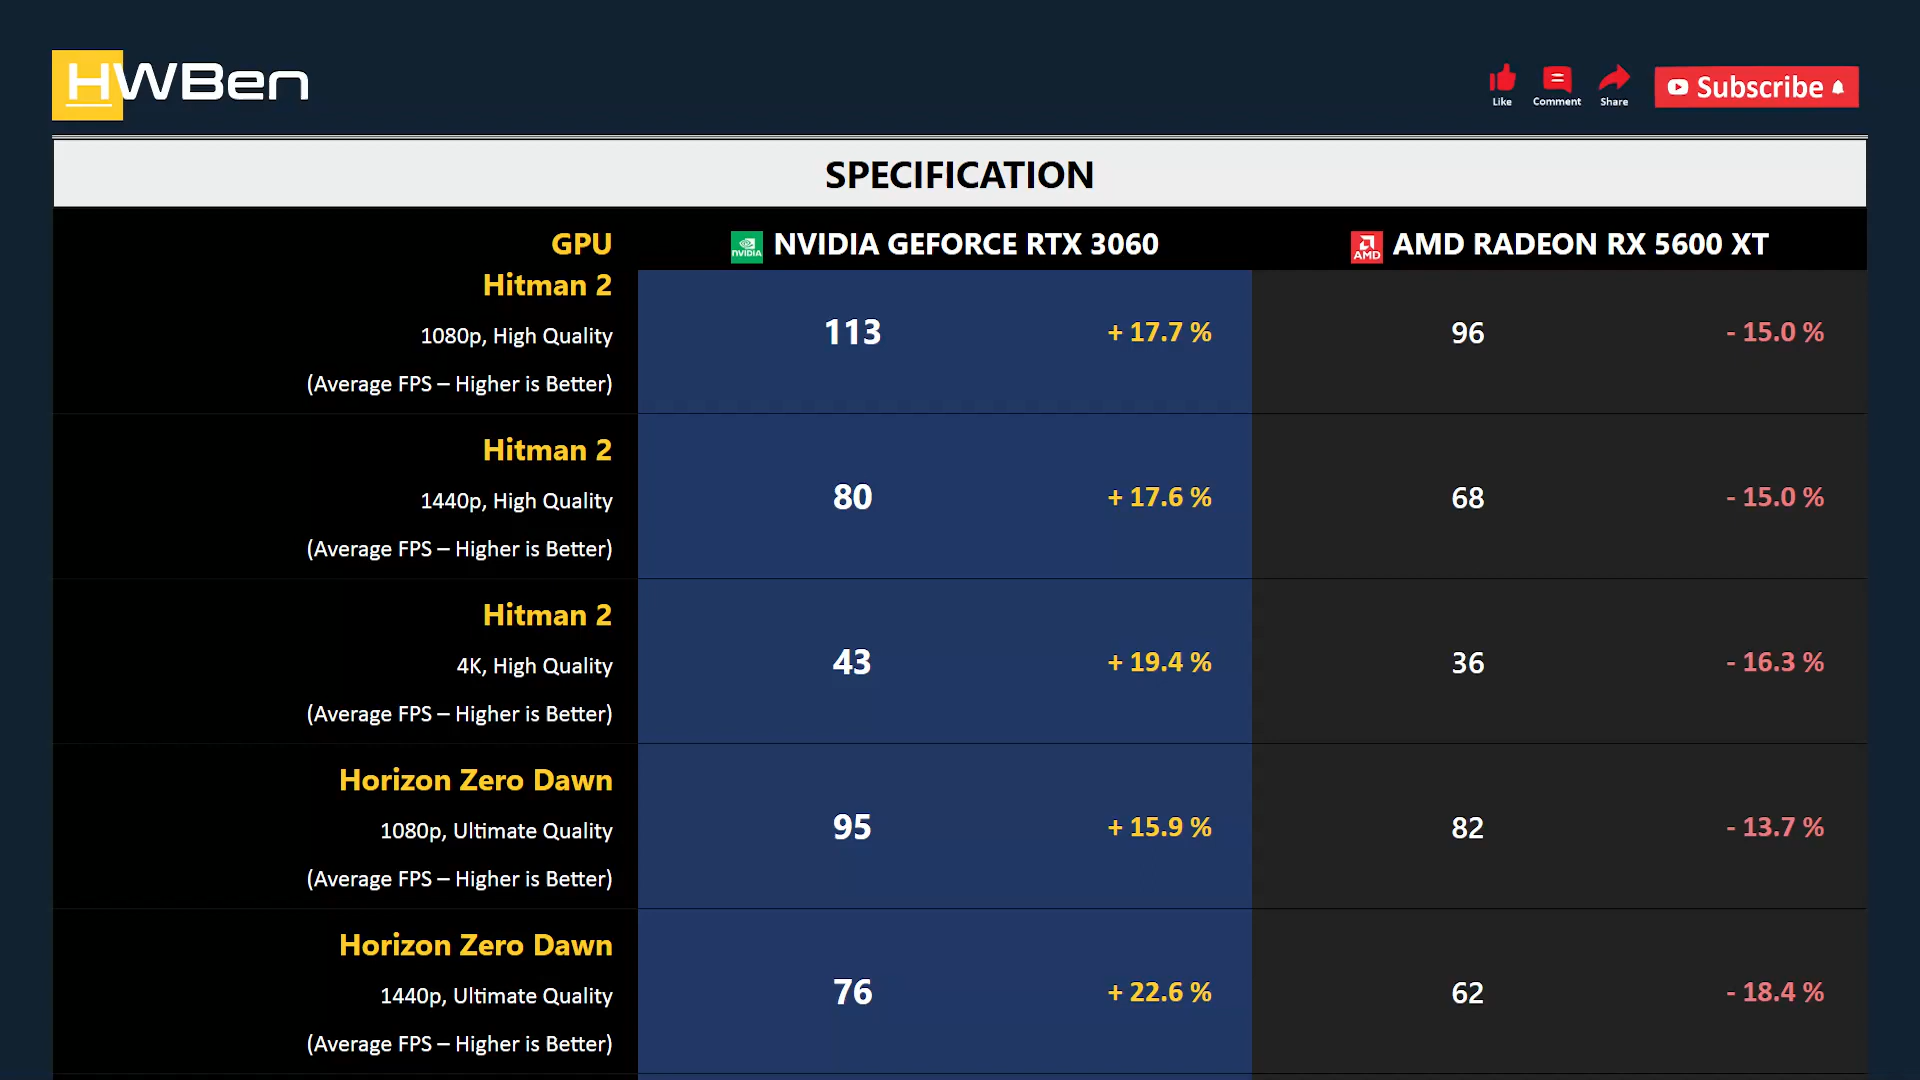 HWBen
Like Comment Share Subscribe
SPECIFICATION
GPU NVIDIA NVIDIA GEFORCE RTX 3060 AMD AMD RADEON RX 5600 XT
Hitman 2
1080p, High Quality 113 + 17.7 % 96 - 15.0 %
(Average FPS – Higher is Better)
Hitman 2
1440p, High Quality 80 + 17.6 % 68 - 15.0 %
(Average FPS – Higher is Better)
Hitman 2
4K, High Quality 43 + 19.4 % 36 - 16.3 %
(Average FPS – Higher is Better)
Horizon Zero Dawn
1080p, Ultimate Quality 95 + 15.9 % 82 - 13.7 %
(Average FPS – Higher is Better)
Horizon Zero Dawn
1440p, Ultimate Quality 76 + 22.6 % 62 - 18.4 %
(Average FPS – Higher is Better)